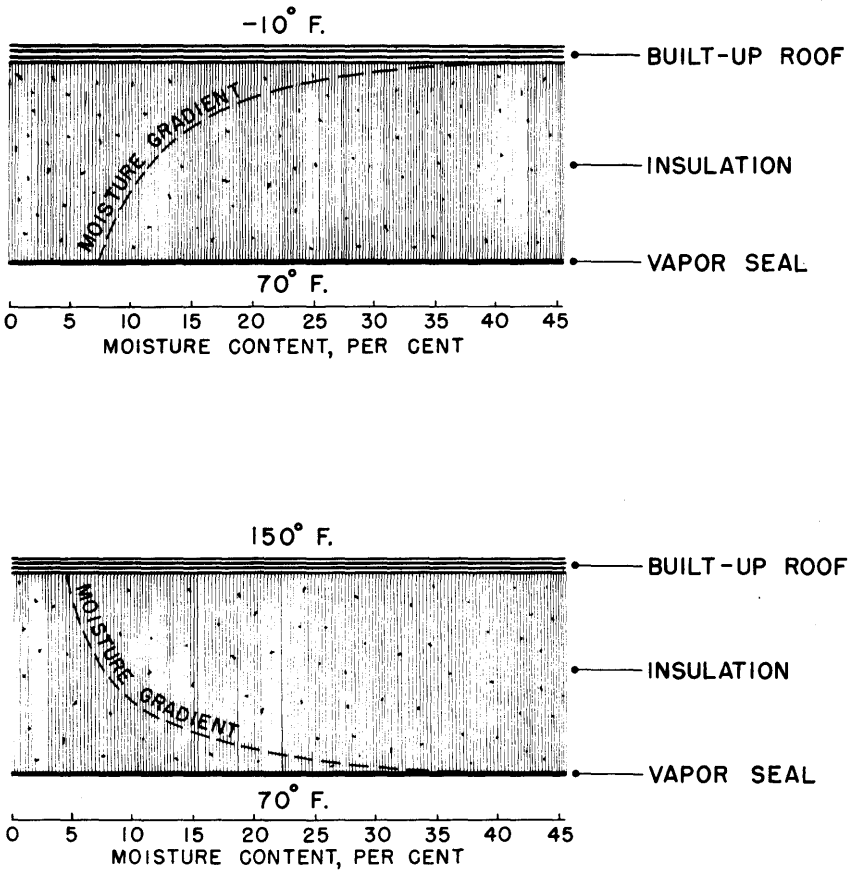 -10° F.
BUILT-UP ROOF
MOISTURE GRADIENT
INSULATION
VAPOR SEAL
70° F.
0 5 10 15 20 25 30 35 40 45
MOISTURE CONTENT, PER CENT
150° F.
BUILT-UP ROOF
MOISTURE GRADIENT
INSULATION
VAPOR SEAL
70° F.
0 5 10 15 20 25 30 35 40 45
MOISTURE CONTENT, PER CENT